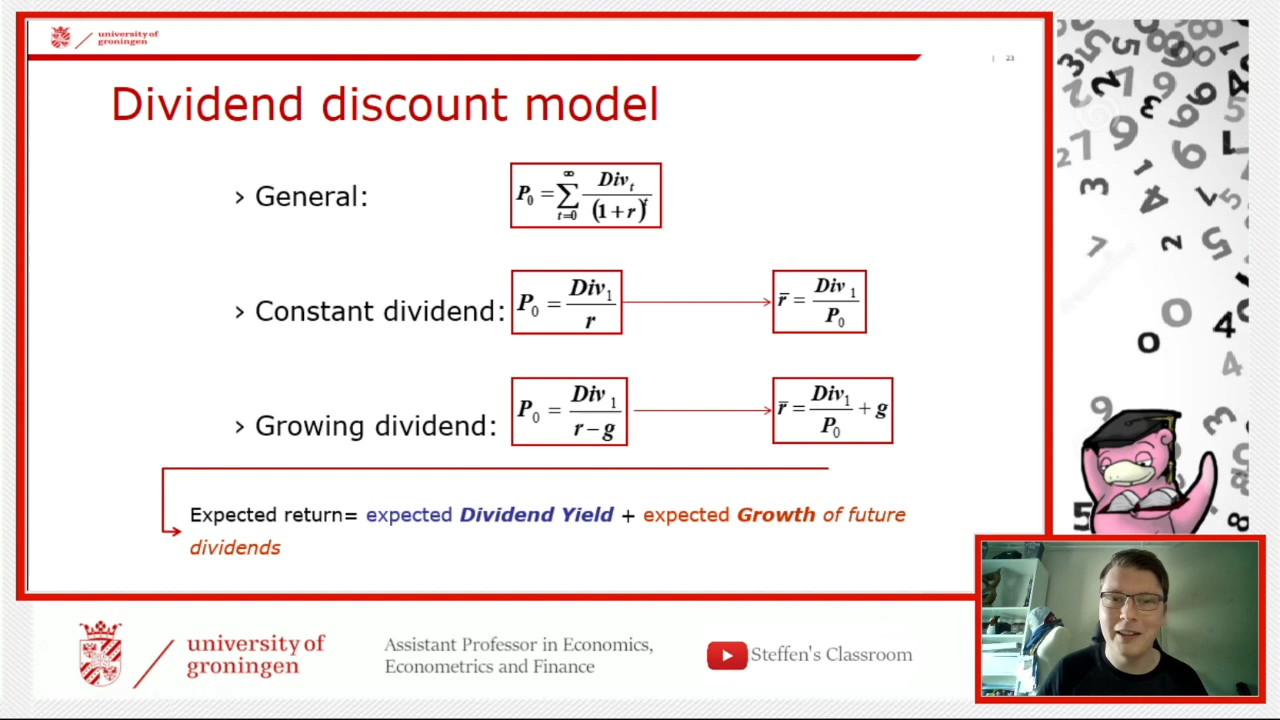 university of
groningen
| 23
Dividend discount model
› General: P₀ = ∑ t=0 ∞ Divₜ / (1 + r)ᵗ
› Constant dividend: P₀ = Div₁ / r → r̄ = Div₁ / P₀
› Growing dividend: P₀ = Div₁ / r − g → r̄ = Div₁ / P₀ + g
Expected return= expected Dividend Yield + expected Growth of future
dividends
university of
groningen
Assistant Professor in Economics,
Econometrics and Finance
Steffen's Classroom